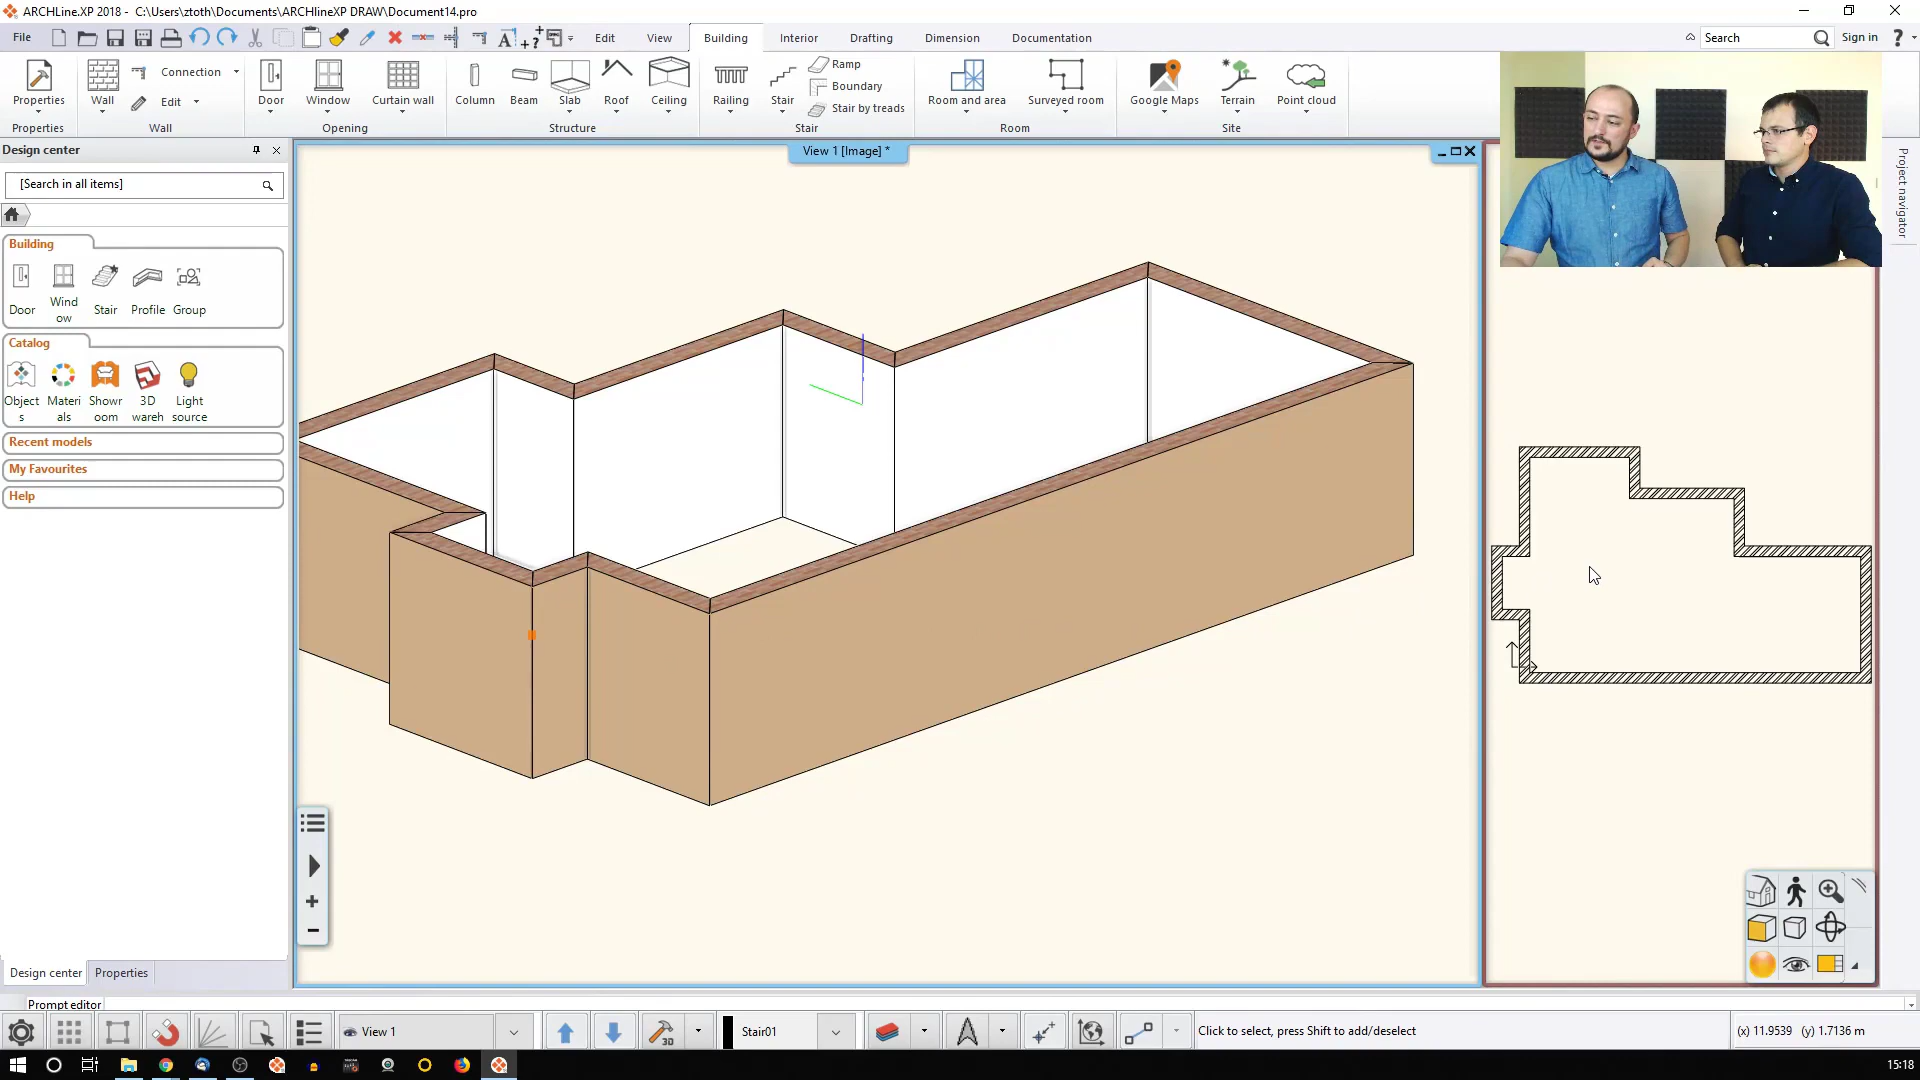 ARCHLine.XP 2018 - C:\Users\ztoth\Documents\ARCHlineXP DRAW\Document14.pro
File Edit View Building Interior Drafting Dimension Documentation Search Sign in
Properties Wall Connection Edit Door Window Curtain wall Column Beam Slab Roof Ceiling Railing Stair Ramp Boundary Stair by treads Room and area Surveyed room Google Maps Terrain Point cloud
Properties Wall Opening Structure Stair Room Site
Design center
View 1 [Image] *
Project navigator
[Search in all items]
Building
Door
Wind
ow
Stair
Profile
Group
Catalog
Object
s
Materi
als
Showr
oom
3D
wareh
Light
source
Recent models
My Favourites
Help
Design center Properties
Prompt editor
View 1
3D
Stair01
Click to select, press Shift to add/deselect
(x) 11.9539 (y) 1.7136 m
15:18